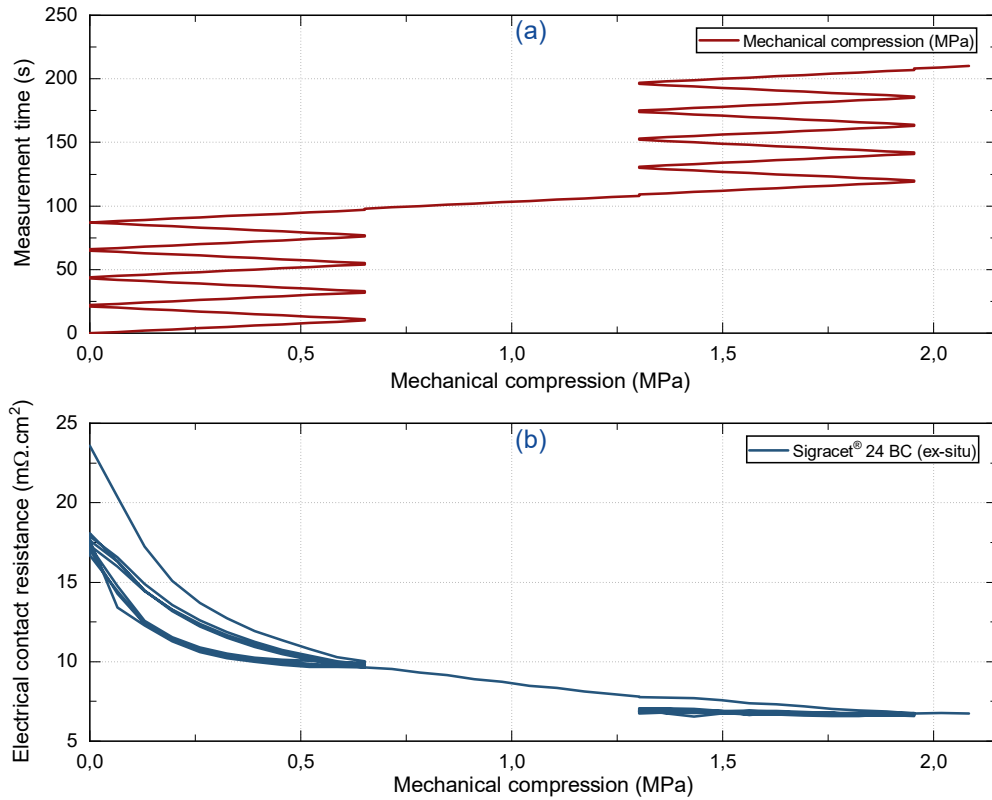 (a)
Mechanical compression (MPa)
Measurement time (s)
250
200
150
100
50
0
0,0
0,5
1,0
1,5
2,0
Mechanical compression (MPa)
(b)
Sigracet® 24 BC (ex-situ)
Electrical contact resistance (mΩ.cm²)
25
20
15
10
5
0,0
0,5
1,0
1,5
2,0
Mechanical compression (MPa)